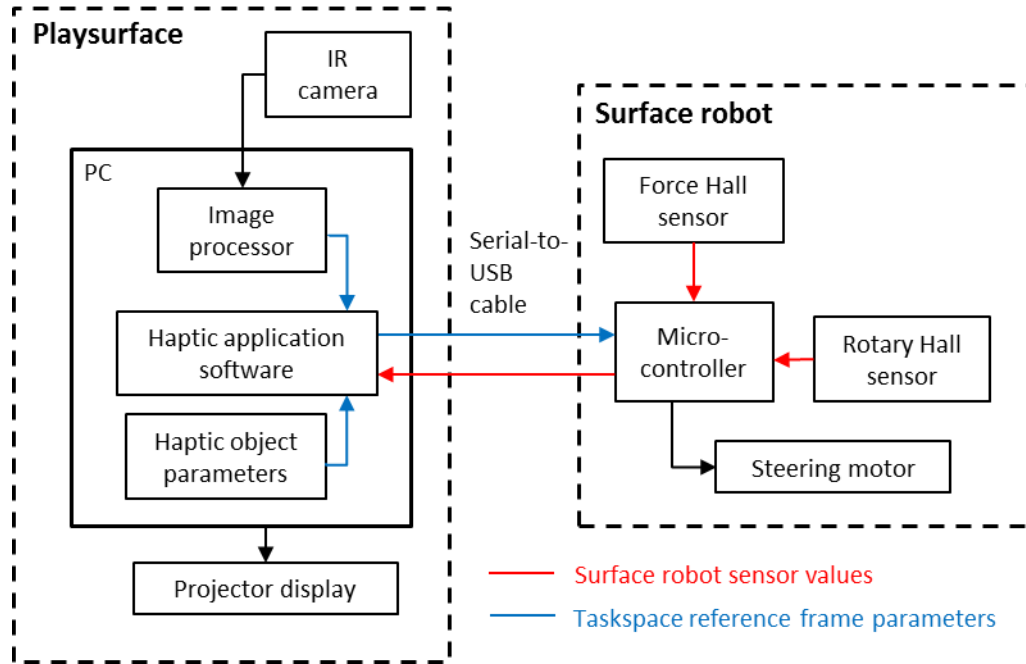 Playsurface
IR
camera
PC
Image
processor
Haptic application
software
Haptic object
parameters
Projector display
Serial-to-
USB
cable
Surface robot
Force Hall
sensor
Micro-
controller
Rotary Hall
sensor
Steering motor
Surface robot sensor values
Taskspace reference frame parameters